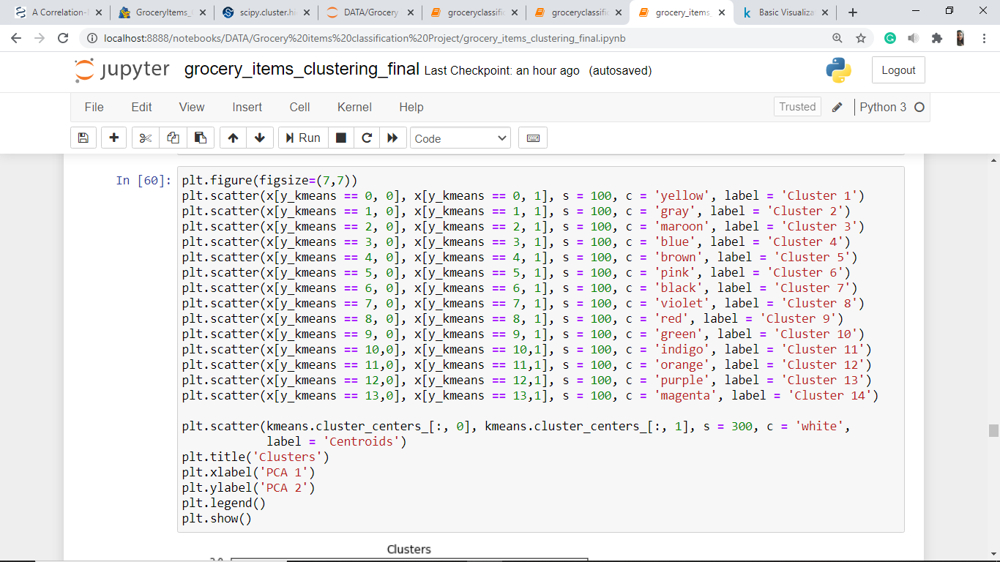 A Correlation-
GroceryItems_
scipy.cluster.hi
DATA/Grocery
groceryclassific
groceryclassific
grocery_items_
Basic Visualiza
localhost:8888/notebooks/DATA/Grocery%20items%20classification%20Project/grocery_items_clustering_final.ipynb
jupyter grocery_items_clustering_final Last Checkpoint: an hour ago (autosaved)
Logout
File Edit View Insert Cell Kernel Help
Trusted
Python 3
Run
Code
In [60]:
plt.figure(figsize=(7,7))
plt.scatter(x[y_kmeans == 0, 0], x[y_kmeans == 0, 1], s = 100, c = 'yellow', label = 'Cluster 1')
plt.scatter(x[y_kmeans == 1, 0], x[y_kmeans == 1, 1], s = 100, c = 'gray', label = 'Cluster 2')
plt.scatter(x[y_kmeans == 2, 0], x[y_kmeans == 2, 1], s = 100, c = 'maroon', label = 'Cluster 3')
plt.scatter(x[y_kmeans == 3, 0], x[y_kmeans == 3, 1], s = 100, c = 'blue', label = 'Cluster 4')
plt.scatter(x[y_kmeans == 4, 0], x[y_kmeans == 4, 1], s = 100, c = 'brown', label = 'Cluster 5')
plt.scatter(x[y_kmeans == 5, 0], x[y_kmeans == 5, 1], s = 100, c = 'pink', label = 'Cluster 6')
plt.scatter(x[y_kmeans == 6, 0], x[y_kmeans == 6, 1], s = 100, c = 'black', label = 'Cluster 7')
plt.scatter(x[y_kmeans == 7, 0], x[y_kmeans == 7, 1], s = 100, c = 'violet', label = 'Cluster 8')
plt.scatter(x[y_kmeans == 8, 0], x[y_kmeans == 8, 1], s = 100, c = 'red', label = 'Cluster 9')
plt.scatter(x[y_kmeans == 9, 0], x[y_kmeans == 9, 1], s = 100, c = 'green', label = 'Cluster 10')
plt.scatter(x[y_kmeans == 10,0], x[y_kmeans == 10,1], s = 100, c = 'indigo', label = 'Cluster 11')
plt.scatter(x[y_kmeans == 11,0], x[y_kmeans == 11,1], s = 100, c = 'orange', label = 'Cluster 12')
plt.scatter(x[y_kmeans == 12,0], x[y_kmeans == 12,1], s = 100, c = 'purple', label = 'Cluster 13')
plt.scatter(x[y_kmeans == 13,0], x[y_kmeans == 13,1], s = 100, c = 'magenta', label = 'Cluster 14')
plt.scatter(kmeans.cluster_centers_[:, 0], kmeans.cluster_centers_[:, 1], s = 300, c = 'white',
label = 'Centroids')
plt.title('Clusters')
plt.xlabel('PCA 1')
plt.ylabel('PCA 2')
plt.legend()
plt.show()
Clusters